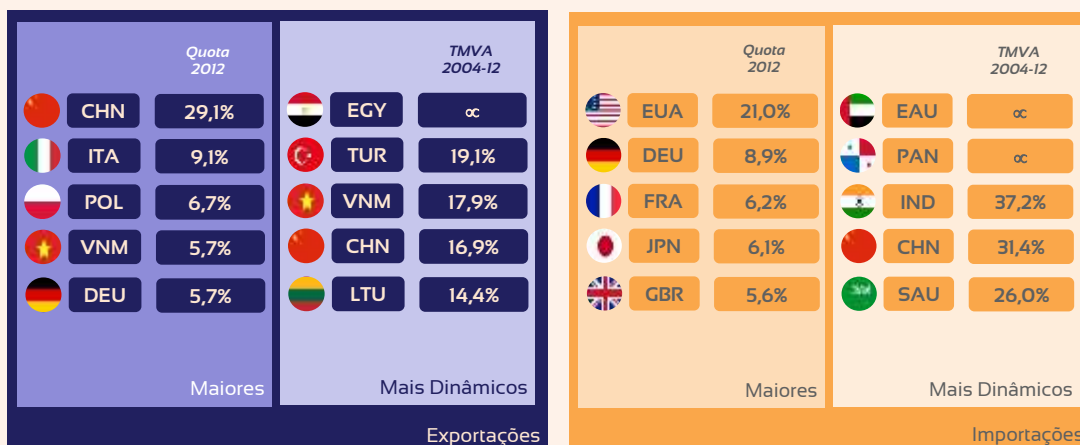 Quota
2012
CHN 29,1%
ITA 9,1%
POL 6,7%
VNM 5,7%
DEU 5,7%
Maiores
TMVA
2004-12
EGY ∝
TUR 19,1%
VNM 17,9%
CHN 16,9%
LTU 14,4%
Mais Dinâmicos
Exportações
Quota
2012
EUA 21,0%
DEU 8,9%
FRA 6,2%
JPN 6,1%
GBR 5,6%
Maiores
TMVA
2004-12
EAU ∝
PAN ∝
IND 37,2%
CHN 31,4%
SAU 26,0%
Mais Dinâmicos
Importações